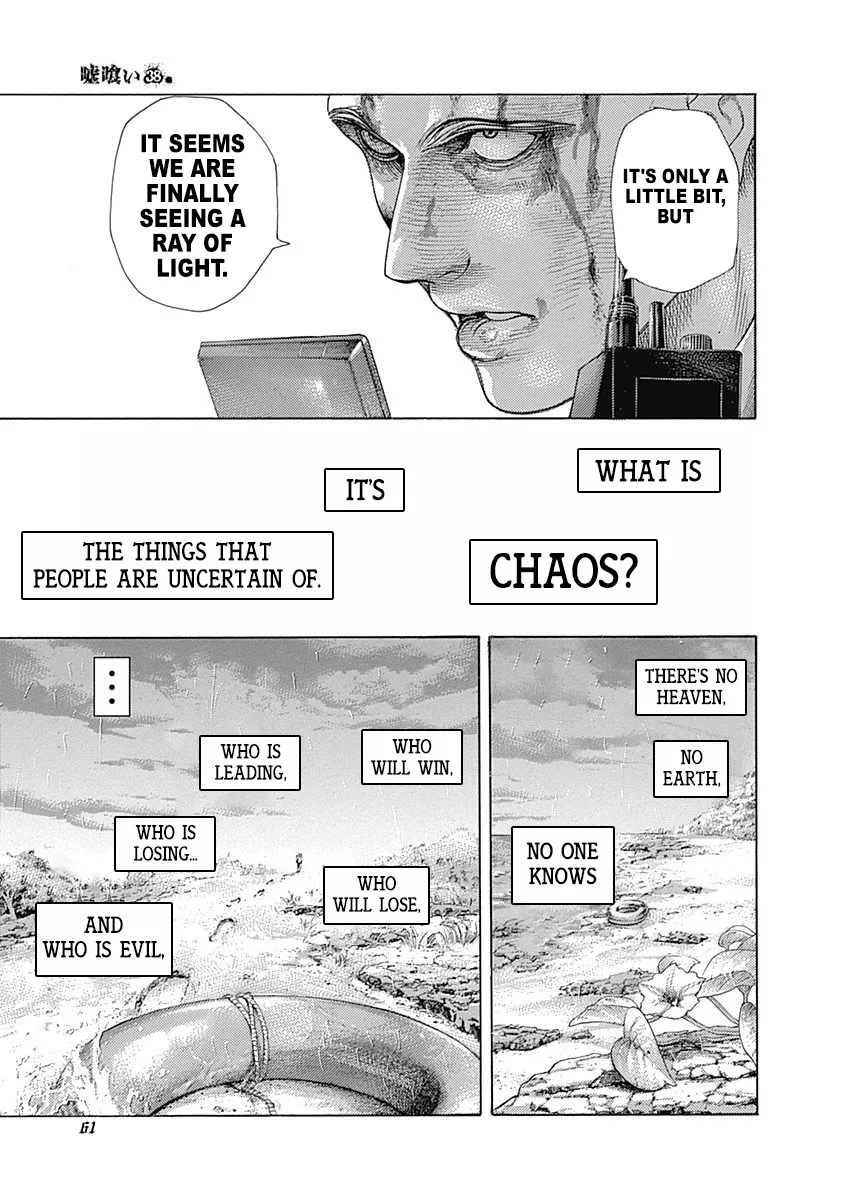 嘘喰い38。
IT'S ONLY A
LITTLE BIT,
BUT
IT SEEMS
WE ARE
FINALLY
SEEING A
RAY OF
LIGHT.
WHAT IS
CHAOS?
IT'S
THE THINGS THAT
PEOPLE ARE UNCERTAIN OF.
THERE'S NO
HEAVEN,
NO
EARTH,
NO ONE
KNOWS
WHO
WILL WIN,
WHO
WILL LOSE,
WHO IS
LEADING,
WHO IS
LOSING...
AND
WHO IS EVIL,
...
61